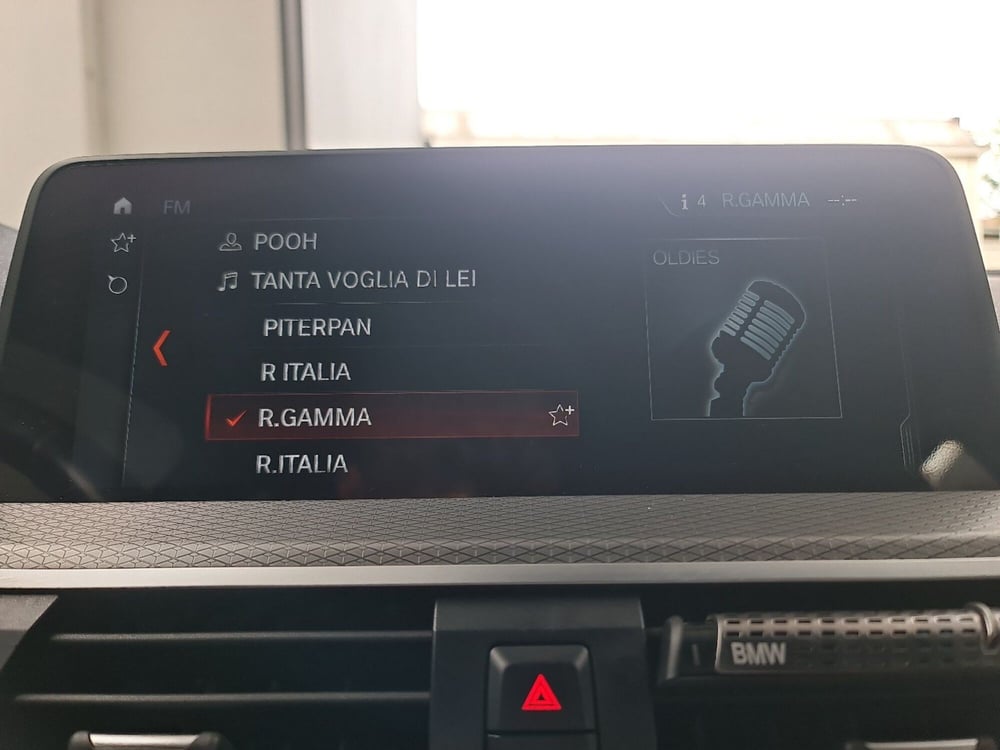 FM
4 R.GAMMA --:--
POOH
TANTA VOGLIA DI LEI
PITERPAN
R ITALIA
R.GAMMA
R.ITALIA
OLDIES
BMW